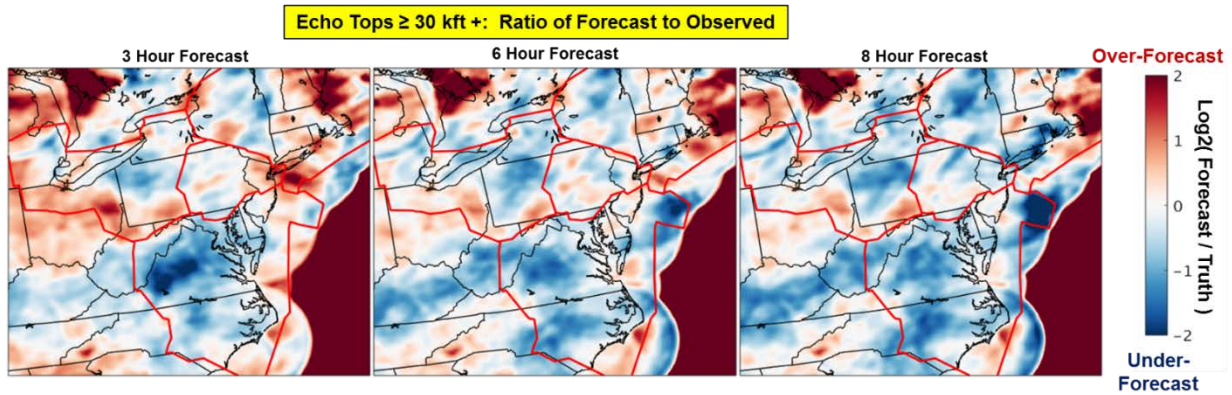 Echo Tops ≥ 30 kft +: Ratio of Forecast to Observed
3 Hour Forecast
6 Hour Forecast
8 Hour Forecast
Over-Forecast
2
1
0
-1
-2
Log2( Forecast / Truth )
Under-
Forecast